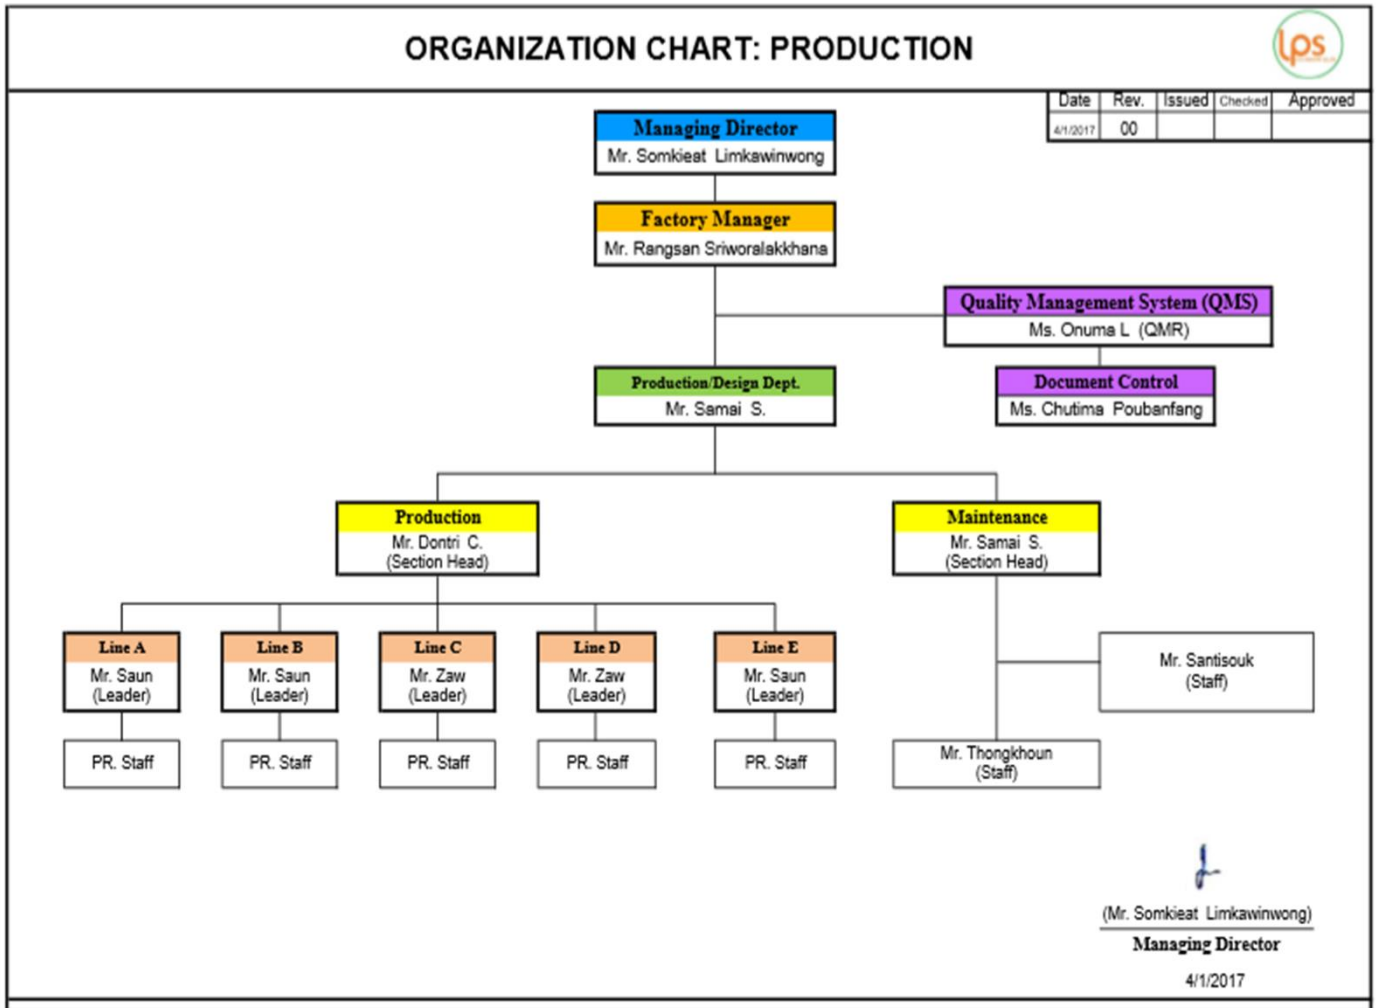 ORGANIZATION CHART: PRODUCTION
Lps
Date Rev. Issued Checked Approved
4/1/2017 00
Managing Director
Mr. Somkieat Limkawinwong
Factory Manager
Mr. Rangsan Sriworalakkhana
Quality Management System (QMS)
Ms. Onuma L (QMR)
Production/Design Dept.
Mr. Samai S.
Document Control
Ms. Chutima Poubanfang
Production
Mr. Dontri C.
(Section Head)
Maintenance
Mr. Samai S.
(Section Head)
Line A
Mr. Saun
(Leader)
Line B
Mr. Saun
(Leader)
Line C
Mr. Zaw
(Leader)
Line D
Mr. Zaw
(Leader)
Line E
Mr. Saun
(Leader)
Mr. Santisouk
(Staff)
PR. Staff
PR. Staff
PR. Staff
PR. Staff
PR. Staff
Mr. Thongkhoun
(Staff)
(Mr. Somkieat Limkawinwong)
Managing Director
4/1/2017